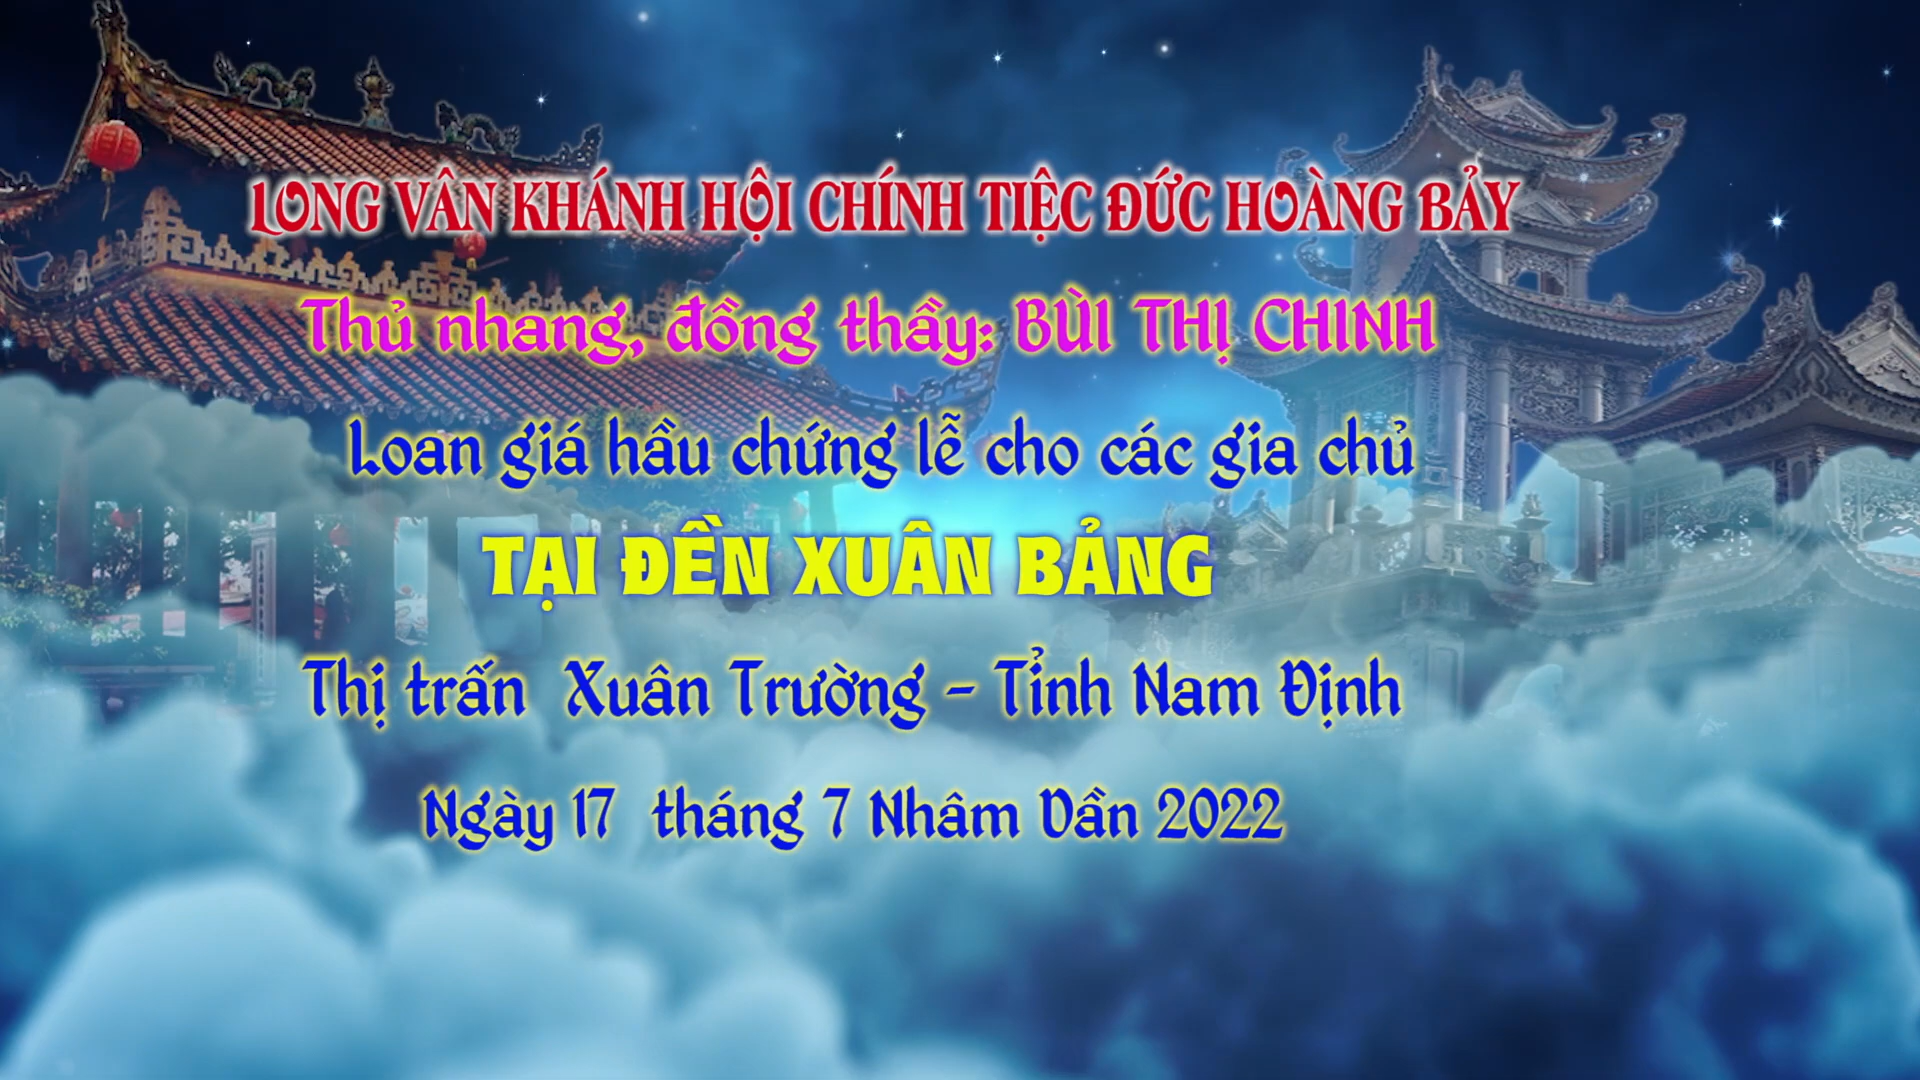 LONG VÂN KHÁNH HỘI CHÍNH TIỆC ĐỨC HOÀNG BẢY
Thủ nhang, đồng thầy: BÙI THỊ CHINH
Loan giá hầu chứng lễ cho các gia chủ
TẠI ĐỀN XUÂN BẢNG
Thị trấn Xuân Trường - Tỉnh Nam Định
Ngày 17 tháng 7 Nhâm Dần 2022